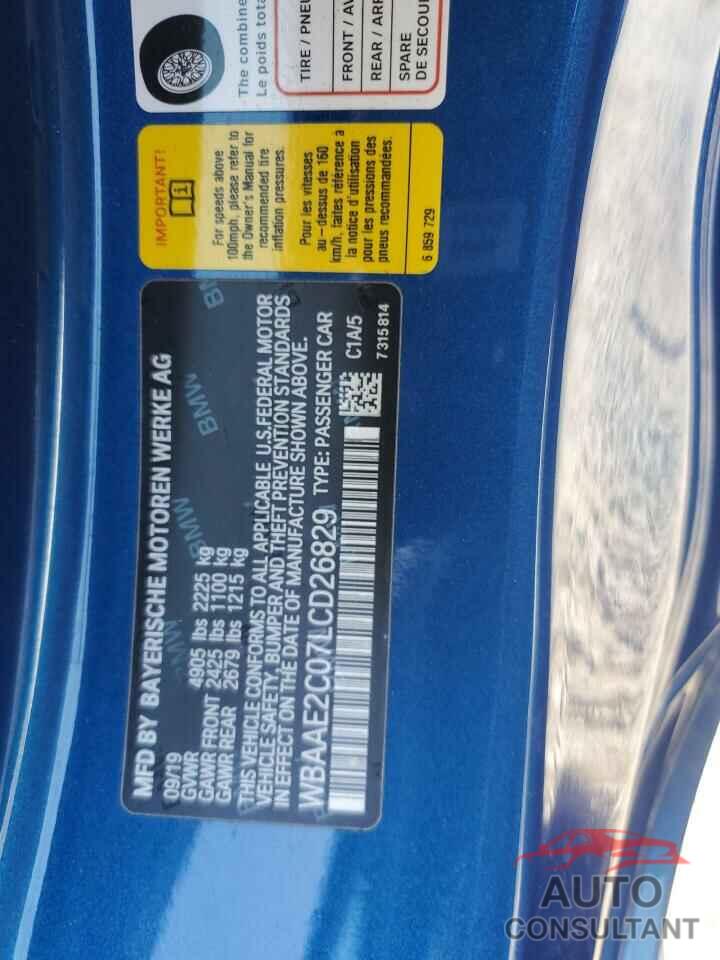 The combine
Le poids tota
TIRE / PNEU
FRONT / AV
REAR / ARR
SPARE
DE SECOUR
IMPORTANT!
For speeds above
100mph, please refer to
the Owner's Manual for
recommended tire
inflation pressures.
Pour les vitesses
au-dessus de 160
km/h, faites référence à
la notice d'utilisation
pour les pressions des
pneus recommandées.
6 859 729
MFD BY BAYERISCHE MOTOREN WERKE AG
09/19
GVWR 4905 lbs 2225 kg
GAWR FRONT 2425 lbs 1100 kg
GAWR REAR 2679 lbs 1215 kg
THIS VEHICLE CONFORMS TO ALL APPLICABLE U.S.FEDERAL MOTOR
VEHICLE SAFETY, BUMPER AND THEFT PREVENTION STANDARDS
IN EFFECT ON THE DATE OF MANUFACTURE SHOWN ABOVE.
WBAAE2C07LCD26829 TYPE: PASSENGER CAR
C1A/5
7 315 814
BMW
BMW
AUTO
CONSULTANT